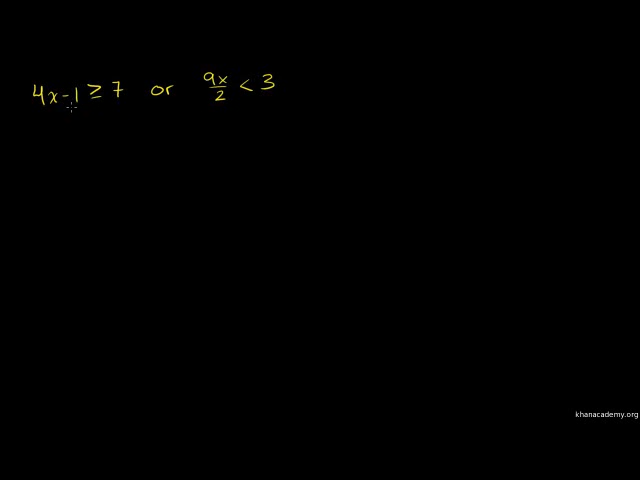 4x-1 ≥ 7 or 9x/2 < 3
khanacademy.org